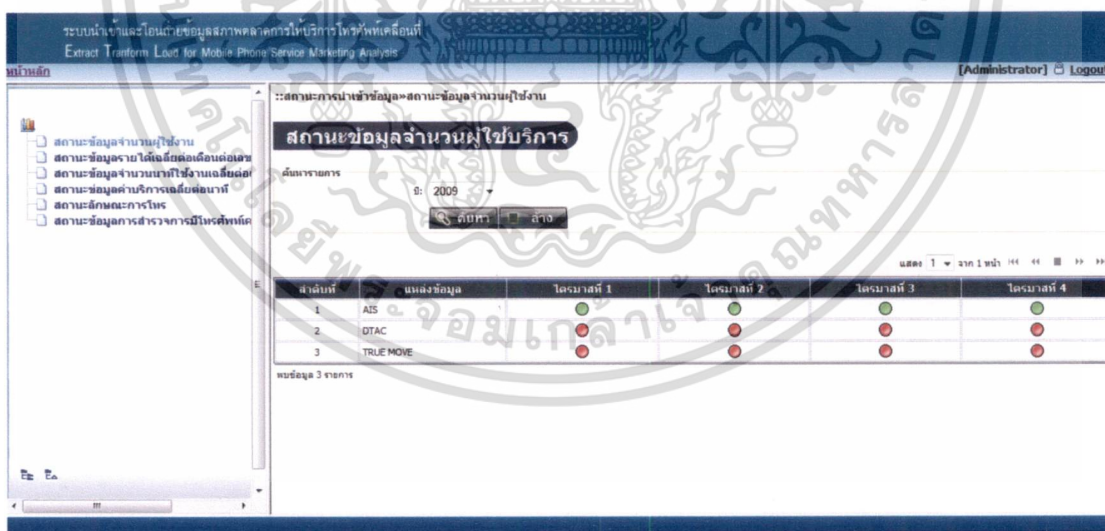 ระบบนำเข้าและโอนถ่ายข้อมูลสภาพตลาดการให้บริการโทรศัพท์เคลื่อนที่
Extract Tranform Load for Mobile Phone Service Marketing Analysis
หน้าหลัก
[Administrator] Logout
::สถานะการนำเข้าข้อมูล»สถานะข้อมูลจำนวนผู้ใช้งาน
สถานะข้อมูลจำนวนผู้ใช้งาน
สถานะข้อมูลรายได้เฉลี่ยต่อเดือนต่อเลข
สถานะข้อมูลจำนวนนาทีใช้งานเฉลี่ยต่อ
สถานะข้อมูลค่าบริการเฉลี่ยต่อนาที
สถานะลักษณะการโทร
สถานะข้อมูลการสำรวจการมีโทรศัพท์เค
สถานะข้อมูลจำนวนผู้ใช้บริการ
ค้นหารายการ
ปี: 2009
ค้นหา ล้าง
แสดง 1 จาก 1 หน้า
ลำดับที่ แหล่งข้อมูล ไตรมาสที่ 1 ไตรมาสที่ 2 ไตรมาสที่ 3 ไตรมาสที่ 4
1 AIS
2 DTAC
3 TRUE MOVE
พบข้อมูล 3 รายการ